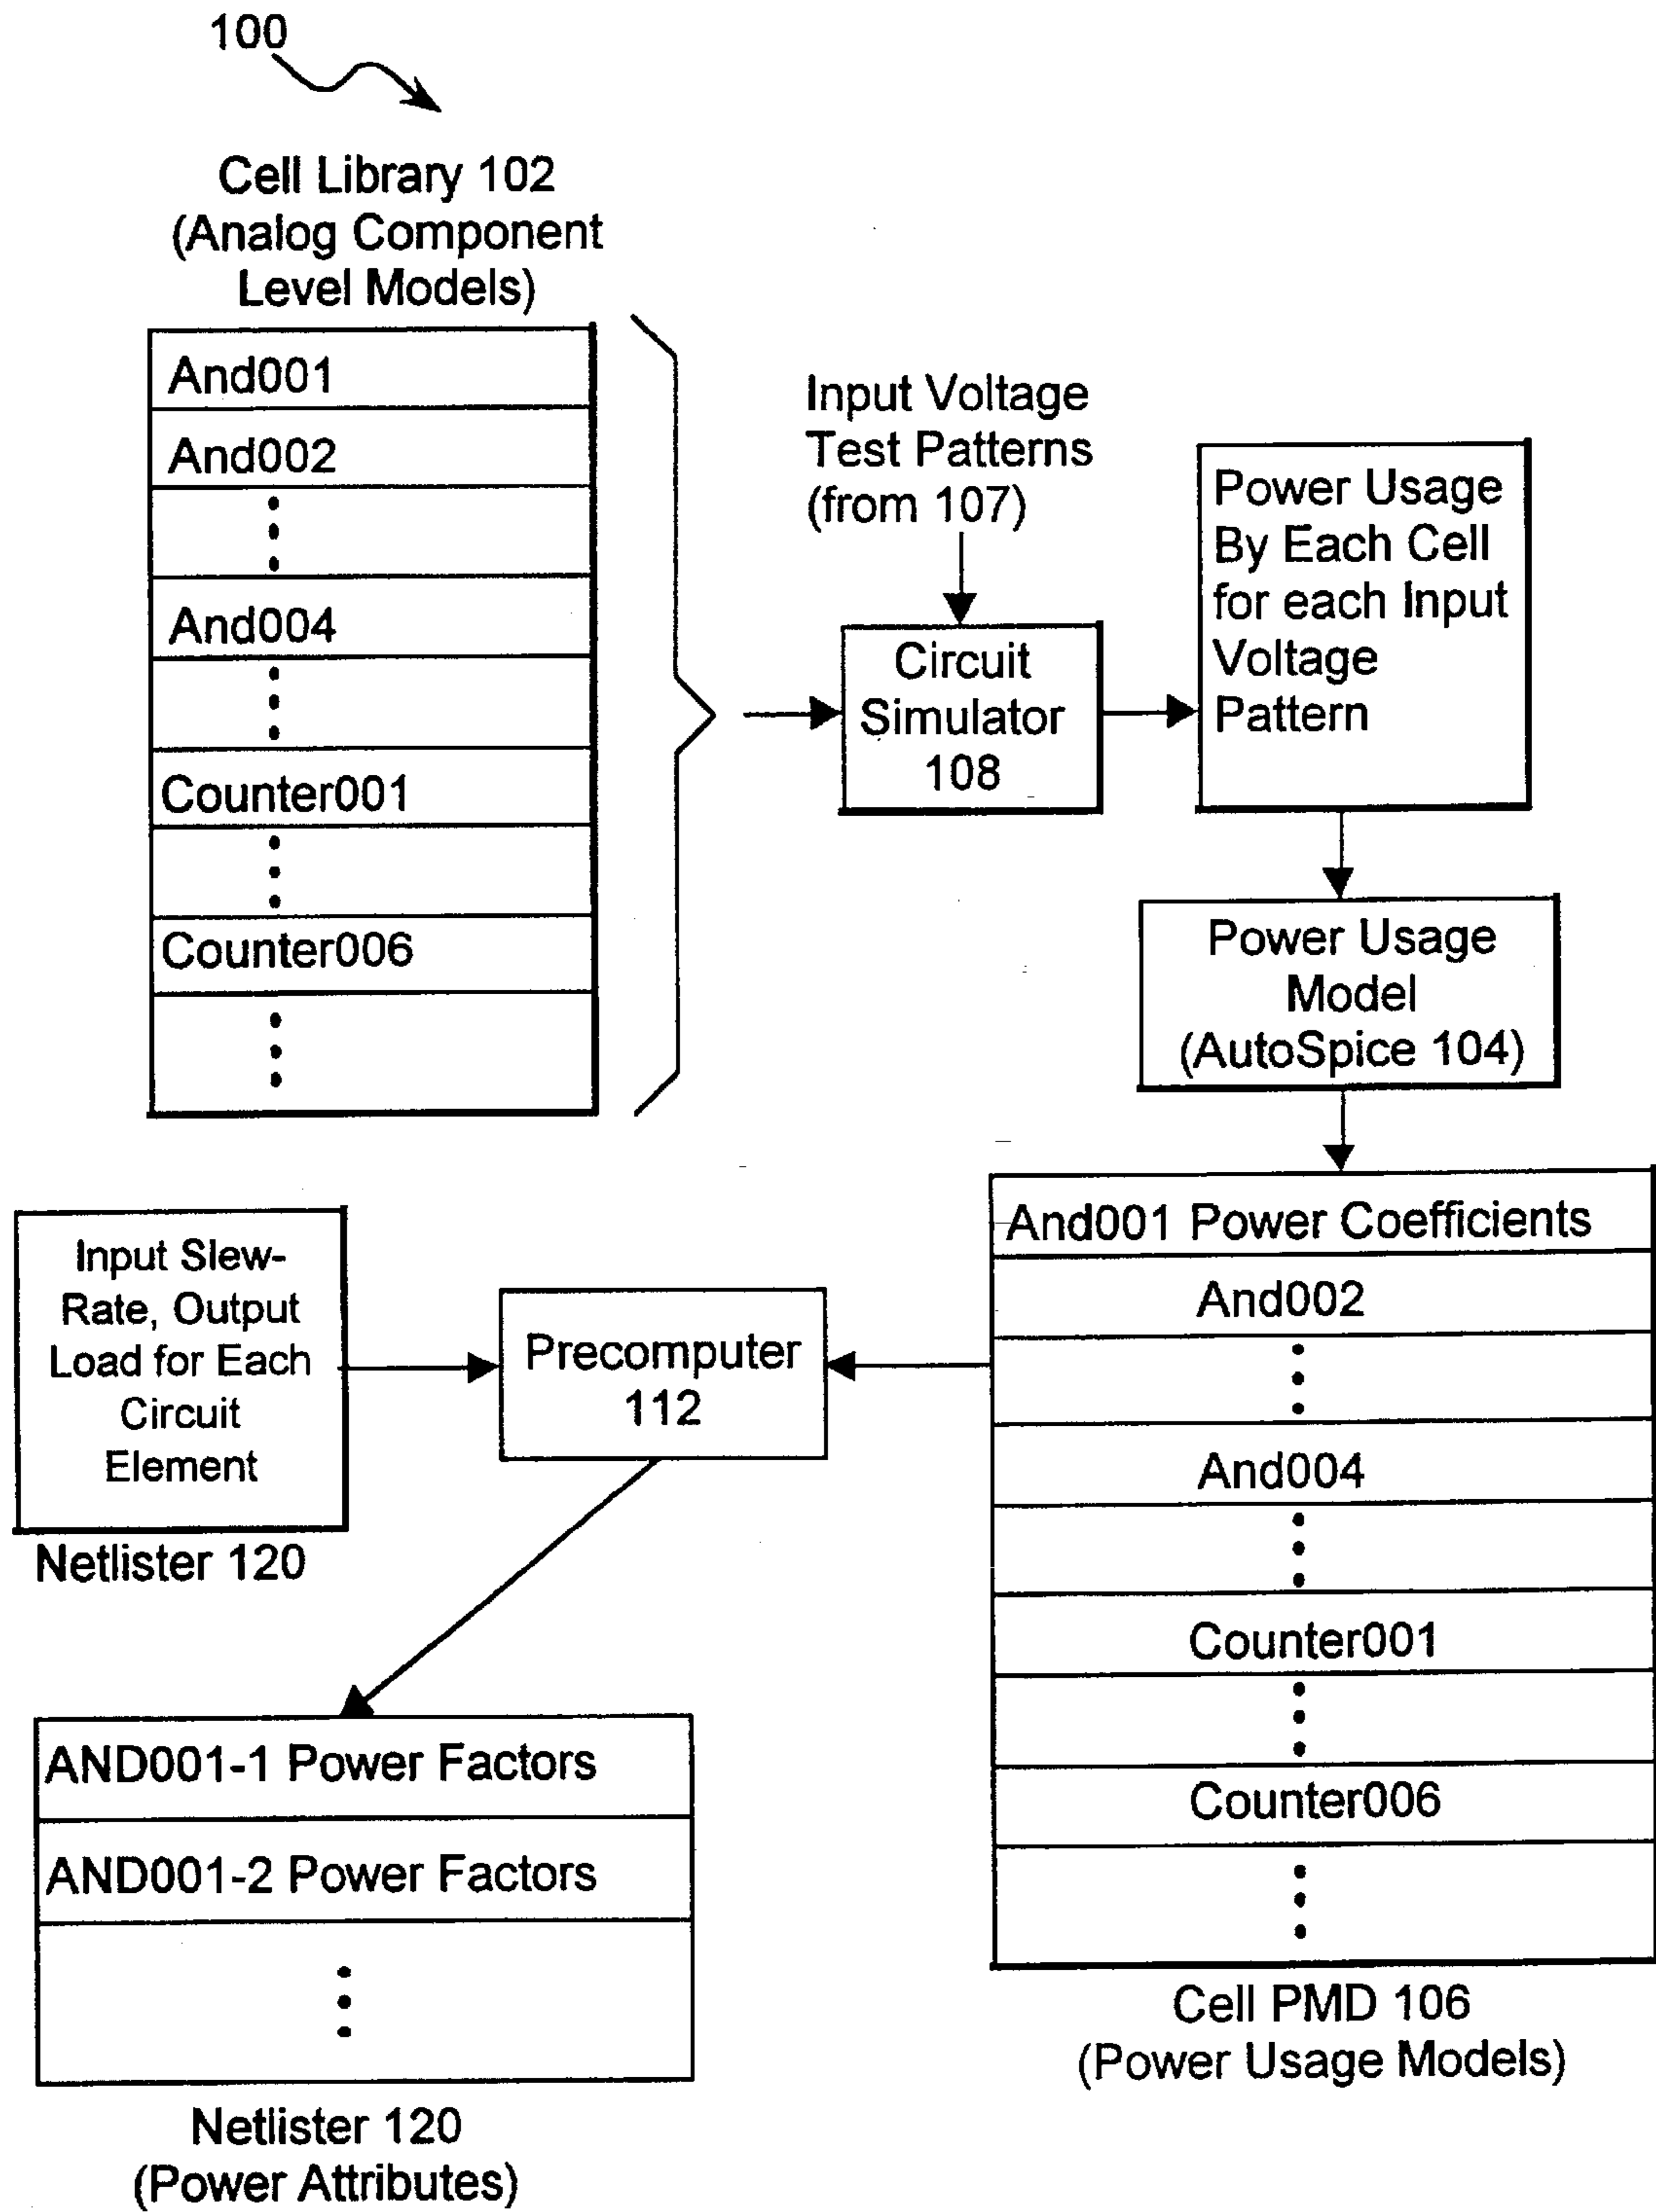 100
Cell Library 102
(Analog Component
Level Models)
And001
And002
And004
Counter001
Counter006
Input Voltage
Test Patterns
(from 107)
Circuit
Simulator
108
Power Usage
By Each Cell
for each Input
Voltage
Pattern
Power Usage
Model
(AutoSpice 104)
And001 Power Coefficients
And002
And004
Counter001
Counter006
Cell PMD 106
(Power Usage Models)
Input Slew-
Rate, Output
Load for Each
Circuit
Element
Netlister 120
Precomputer
112
AND001-1 Power Factors
AND001-2 Power Factors
Netlister 120
(Power Attributes)